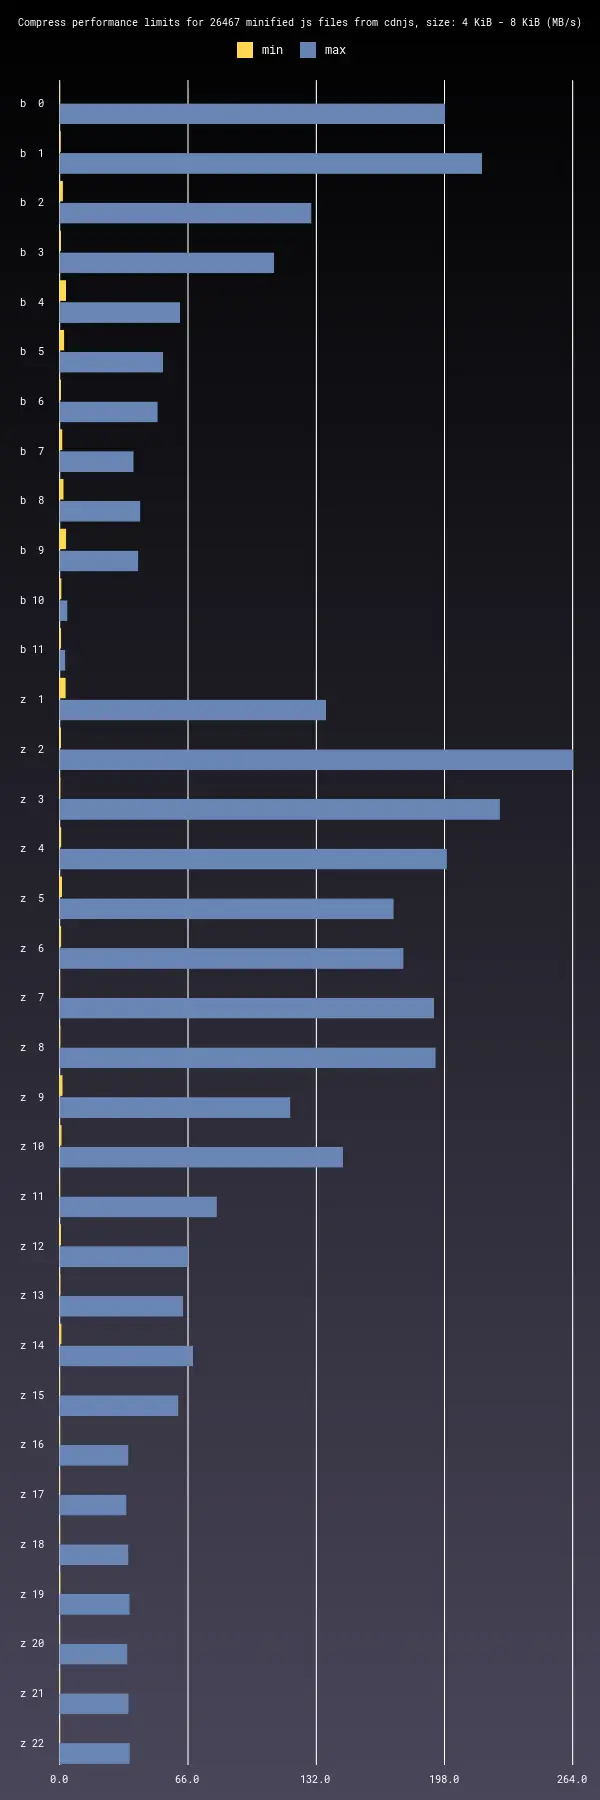 Compress performance limits for 26467 minified js files from cdnjs, size: 4 KiB - 8 KiB (MB/s)
min max
b 0
b 1
b 2
b 3
b 4
b 5
b 6
b 7
b 8
b 9
b 10
b 11
z 1
z 2
z 3
z 4
z 5
z 6
z 7
z 8
z 9
z 10
z 11
z 12
z 13
z 14
z 15
z 16
z 17
z 18
z 19
z 20
z 21
z 22
0.0 66.0 132.0 198.0 264.0